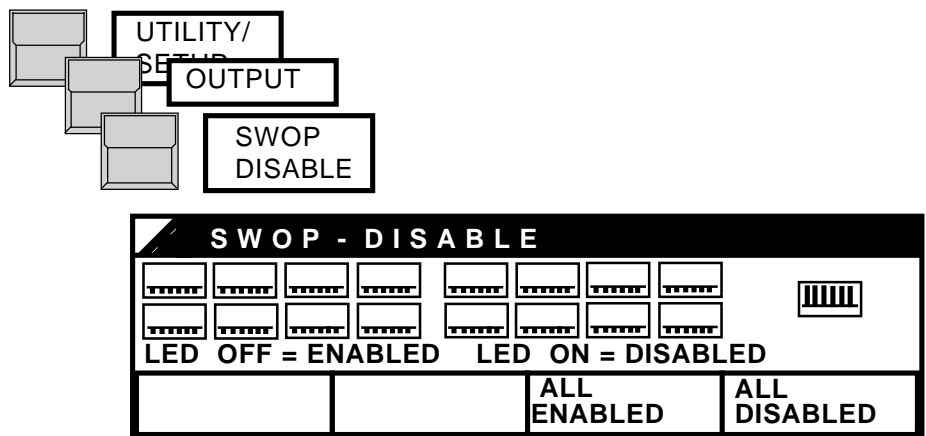 UTILITY/
SETUP
OUTPUT
SWOP
DISABLE
SWOP - DISABLE
LED OFF = ENABLED LED ON = DISABLED
ALL
ENABLED
ALL
DISABLED